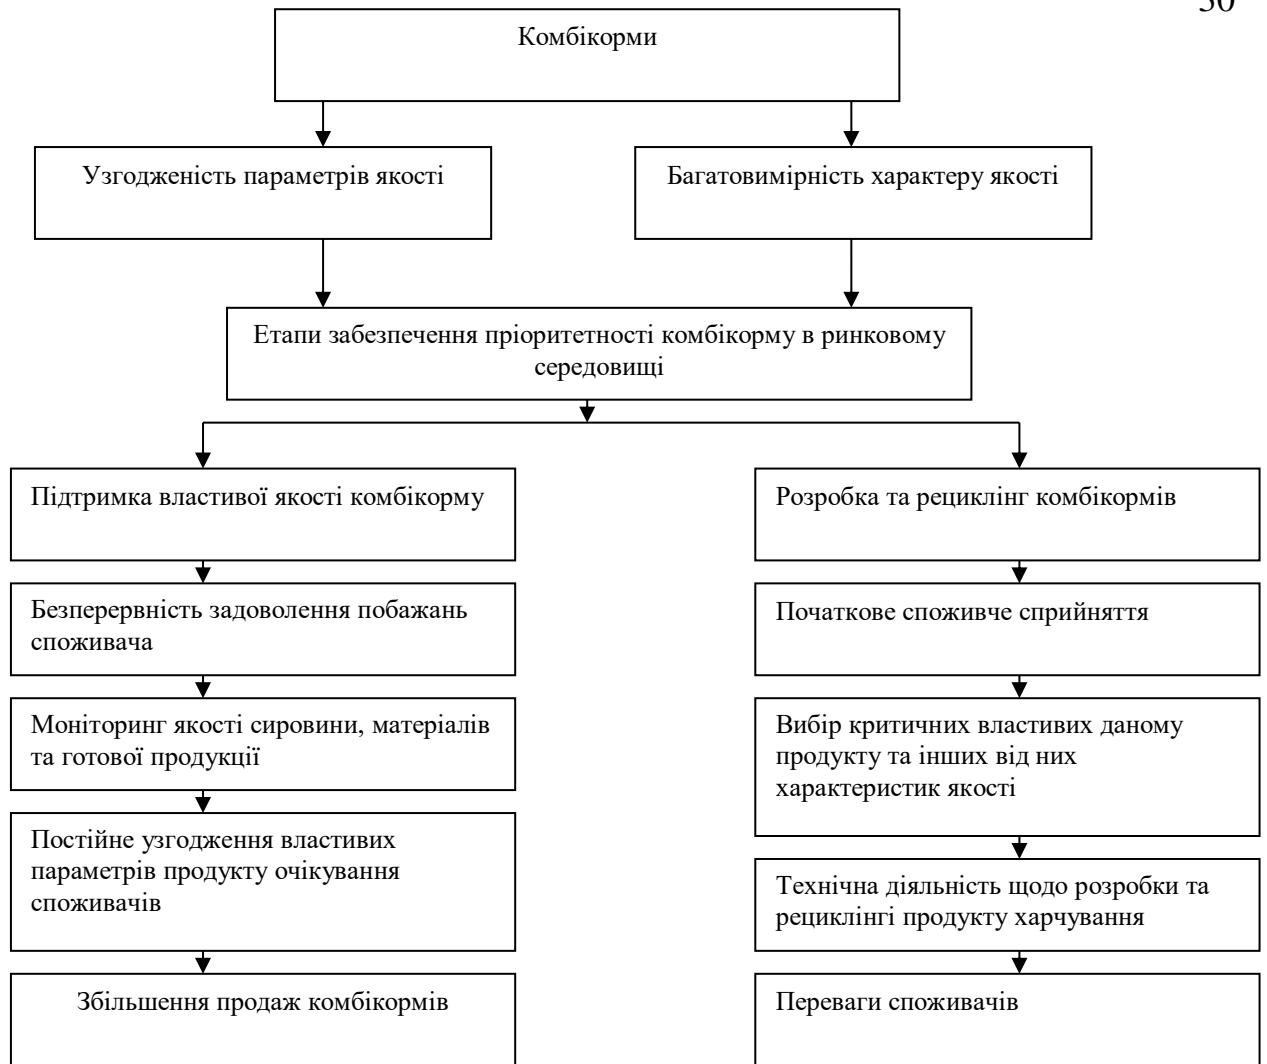 30
Комбікорми
Узгодженість параметрів якості
Багатовимірність характеру якості
Етапи забезпечення пріоритетності комбікорму в ринковому
середовищі
Підтримка властивої якості комбікорму
Безперервність задоволення побажань
споживача
Моніторинг якості сировини, матеріалів
та готової продукції
Постійне узгодження властивих
параметрів продукту очікування
споживачів
Збільшення продаж комбікормів
Розробка та рециклінг комбікормів
Початкове споживче сприйняття
Вибір критичних властивих даному
продукту та інших від них
характеристик якості
Технічна діяльність щодо розробки та
рециклінгі продукту харчування
Переваги споживачів